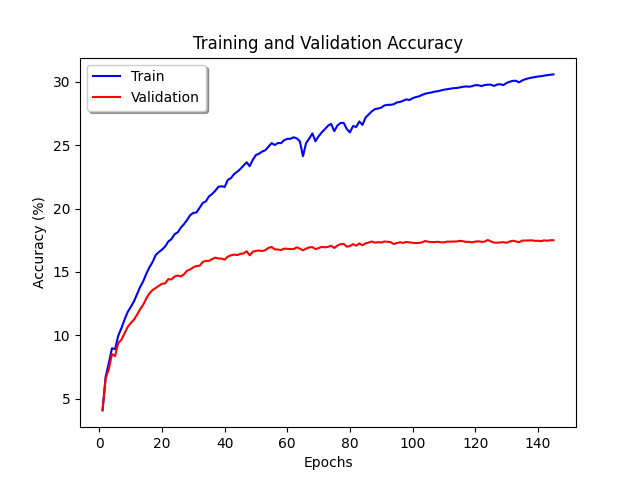 Training and Validation Accuracy
Train
Validation
30
25
20
15
10
5
Accuracy (%)
0 20 40 60 80 100 120 140
Epochs